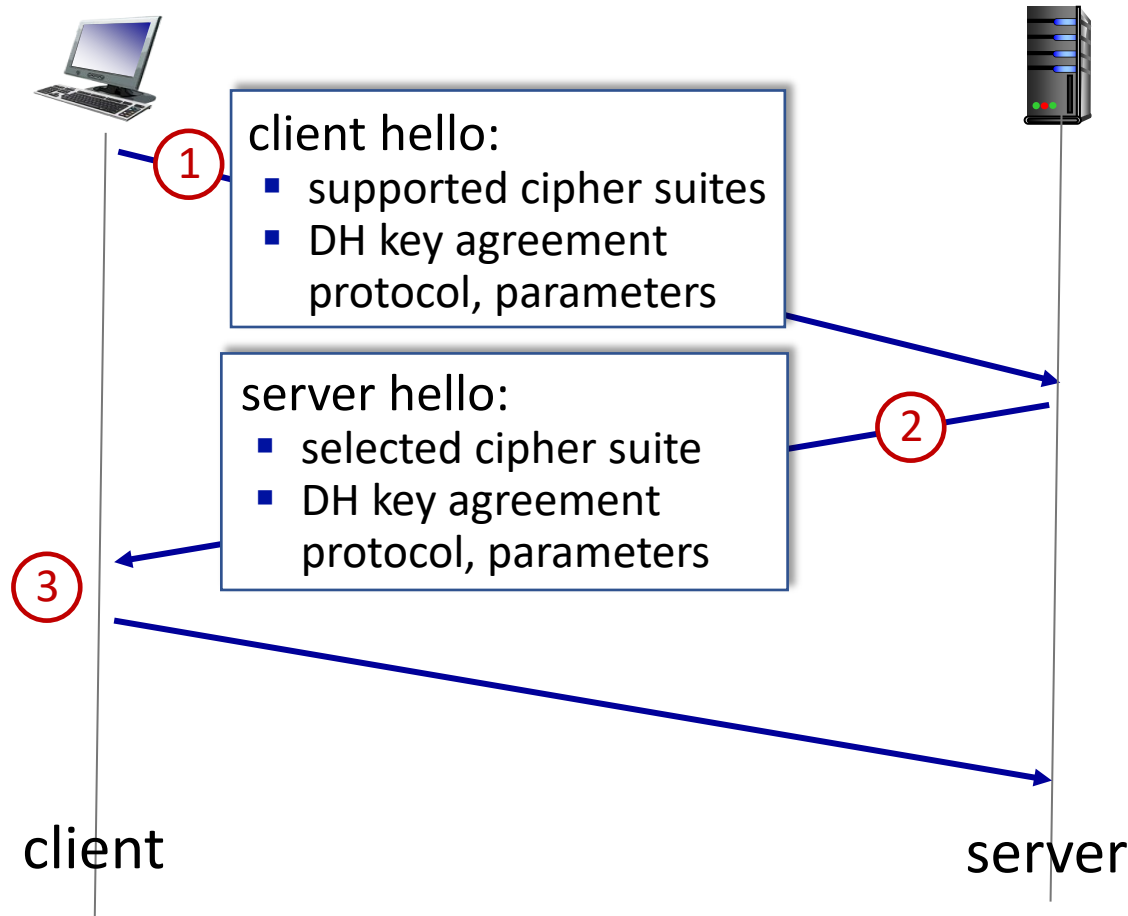 1
client hello:
▪ supported cipher suites
▪ DH key agreement
protocol, parameters
server hello:
▪ selected cipher suite
▪ DH key agreement
protocol, parameters
2
3
client
server